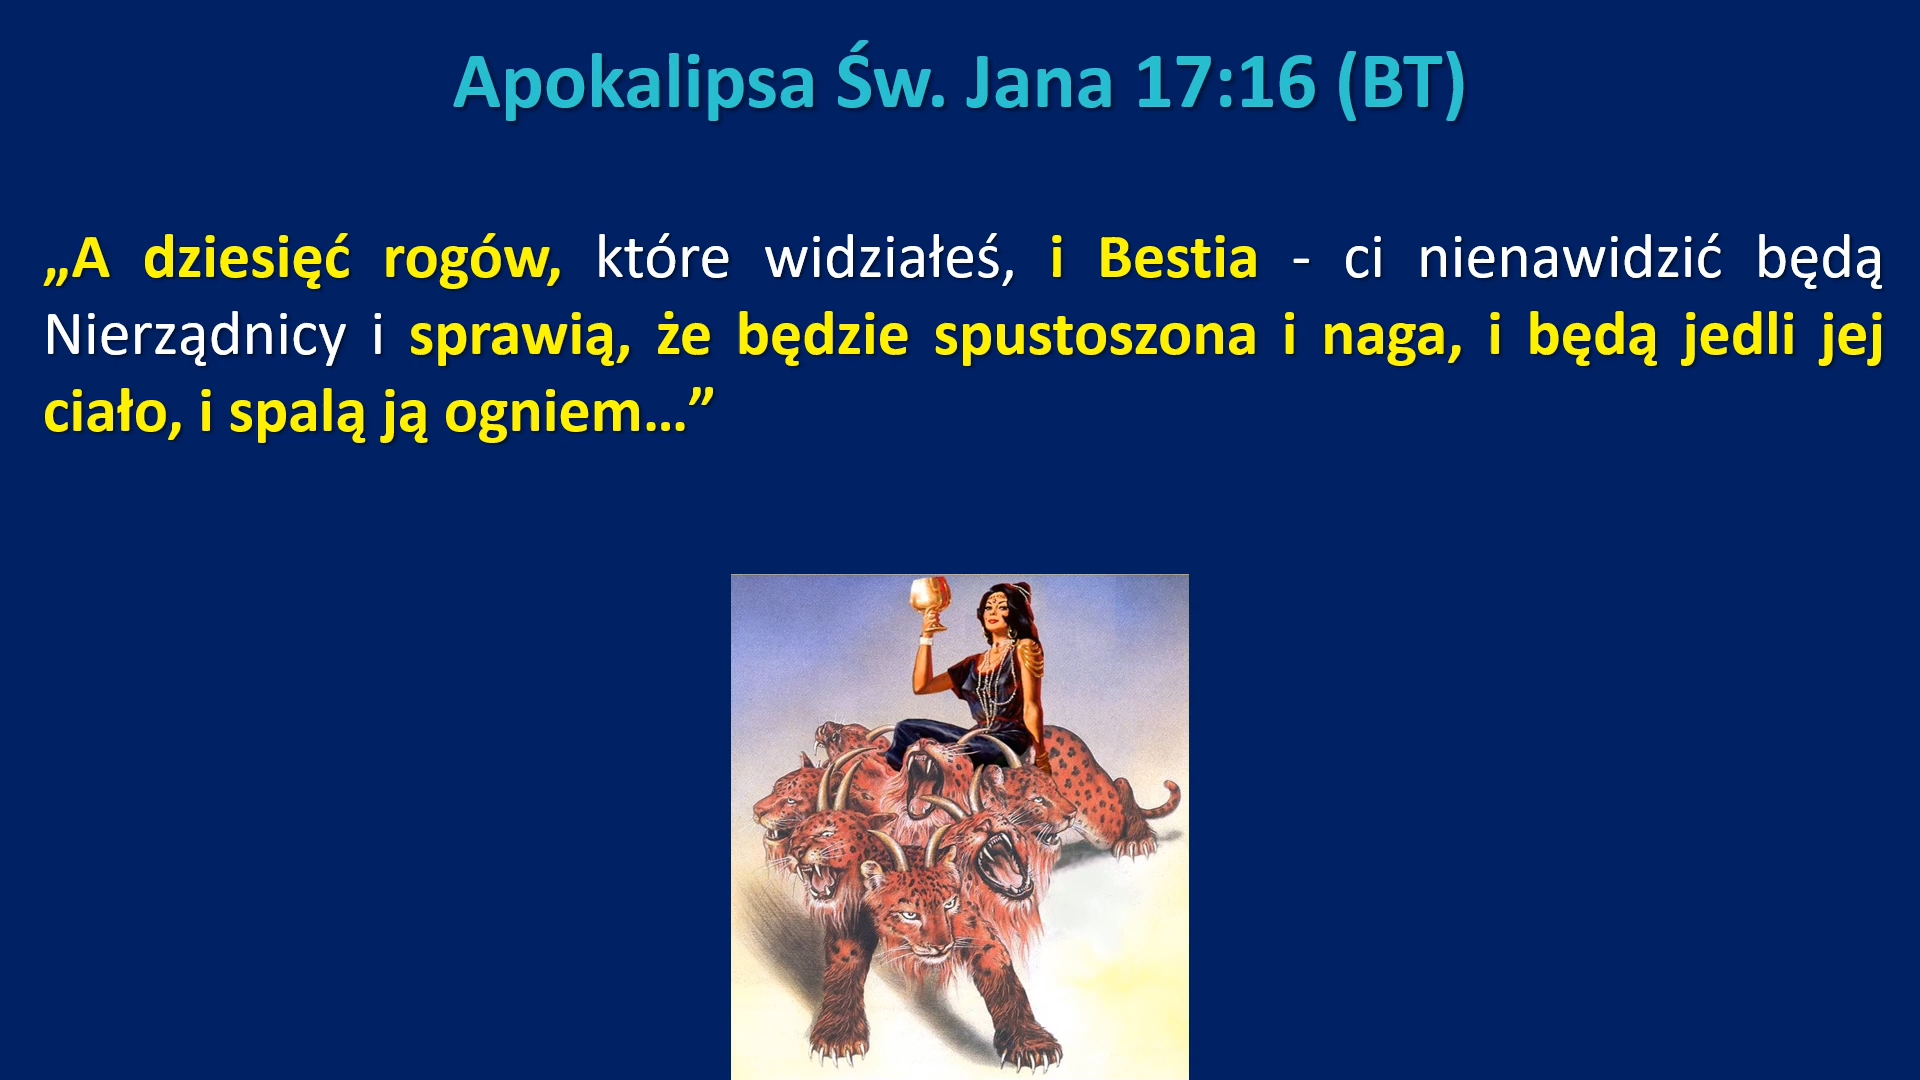 Apokalipsa Św. Jana 17:16 (BT)
„A dziesięć rogów, które widziałeś, i Bestia - ci nienawidzić będą
Nierządnicy i sprawią, że będzie spustoszona i naga, i będą jedli jej
ciało, i spalą ją ogniem…”